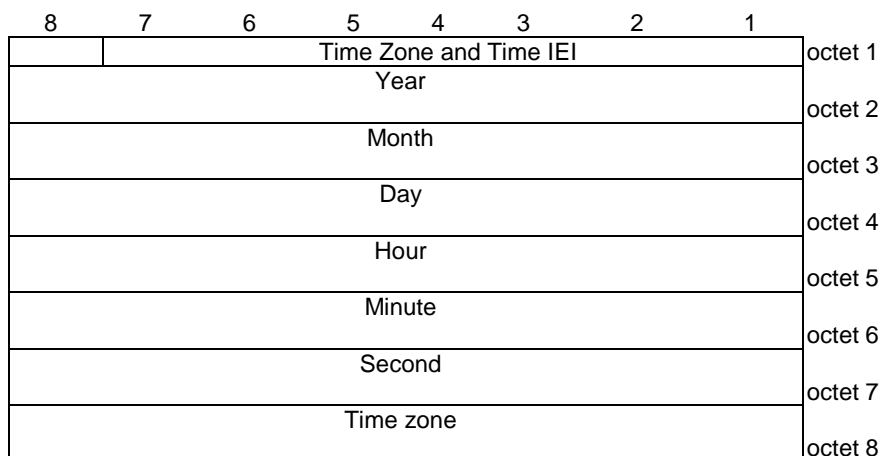 8 7 6 5 4 3 2 1
Time Zone and Time IEI octet 1
Year
octet 2
Month
octet 3
Day
octet 4
Hour
octet 5
Minute
octet 6
Second
octet 7
Time zone
octet 8